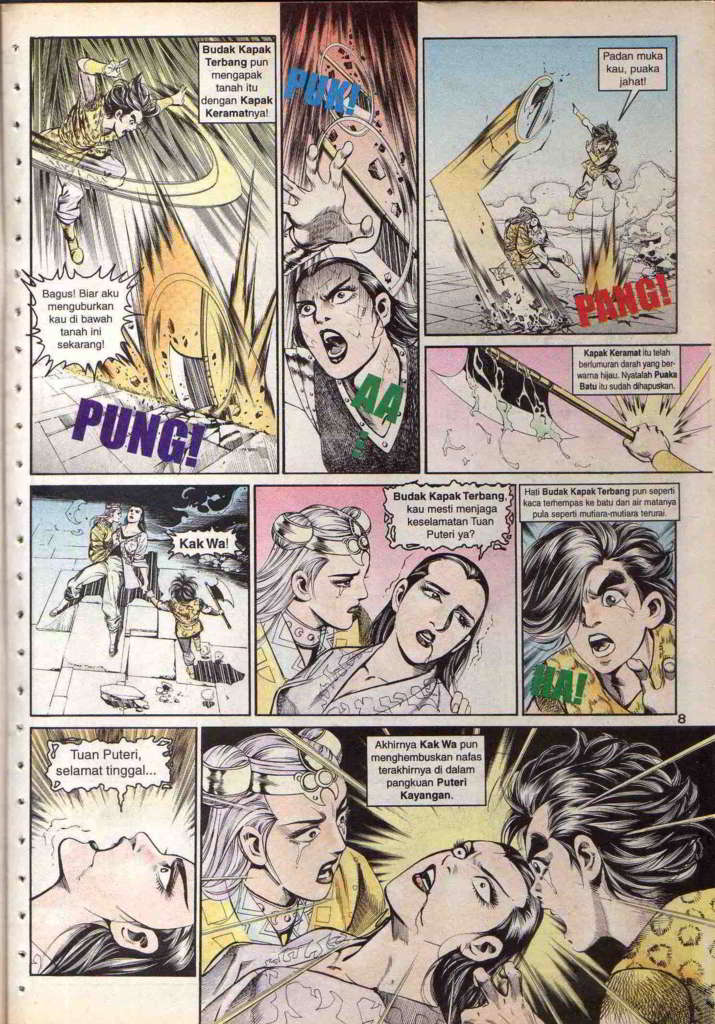 Budak Kapak
Terbang pun
mengapak
tanah itu
dengan Kapak
Keramatnya!
Bagus! Biar aku
menguburkan
kau di bawah
tanah ini
sekarang!
PUNG!
PUK!
AA
!
Padan muka
kau, puaka
jahat!
PANG!
Kapak Keramat itu telah
berlumuran darah yang ber-
warna hijau. Nyatalah Puaka
Batu itu sudah dihapuskan.
Kak Wa!
Budak Kapak Terbang,
kau mesti menjaga
keselamatan Tuan
Puteri ya?
Hati Budak Kapak Terbang pun seperti
kaca terhempas ke batu dan air matanya
pula seperti mutiara-mutiara terurai.
HA!
8
Tuan Puteri,
selamat tinggal...
Akhirnya Kak Wa pun
menghembuskan nafas
terakhirnya di dalam
pangkuan Puteri
Kayangan.